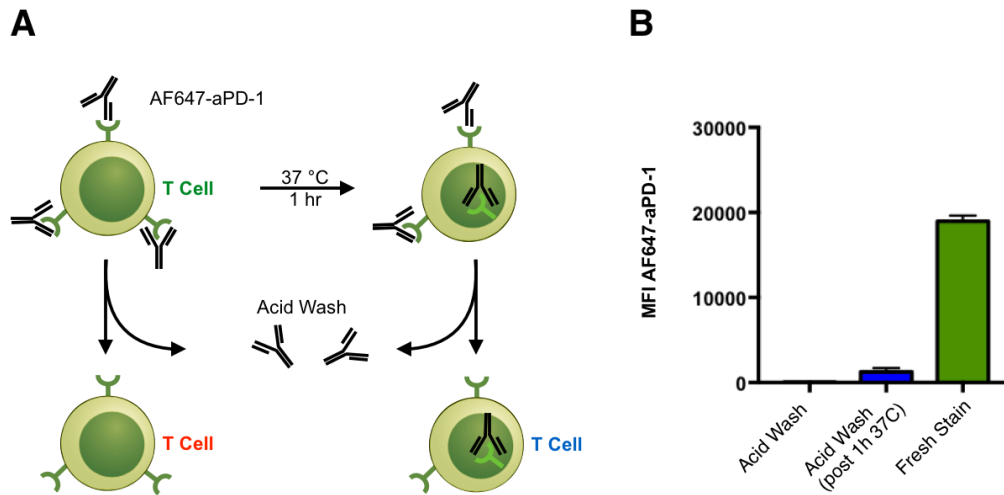 A
AF647-aPD-1
T Cell
37 °C
1 hr
Acid Wash
T Cell
T Cell
B
MFI AF647-aPD-1
30000
20000
10000
0
Acid Wash
Acid Wash
(post 1h 37C)
Fresh Stain